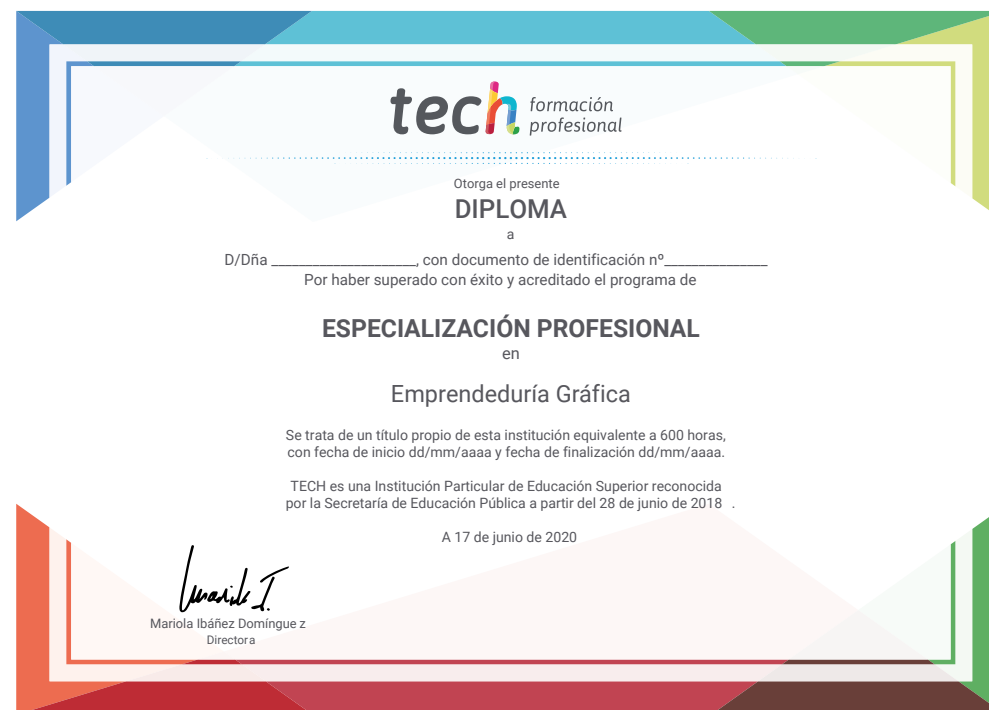 tech formación
profesional
Otorga el presente
DIPLOMA
a
D/Dña _____________________, con documento de identificación nº_______________
Por haber superado con éxito y acreditado el programa de
ESPECIALIZACIÓN PROFESIONAL
en
Emprendeduría Gráfica
Se trata de un título propio de esta institución equivalente a 600 horas,
con fecha de inicio dd/mm/aaaa y fecha de finalización dd/mm/aaaa.
TECH es una Institución Particular de Educación Superior reconocida
por la Secretaría de Educación Pública a partir del 28 de junio de 2018 .
A 17 de junio de 2020
Mariola Ibáñez Domíngue z
Directora